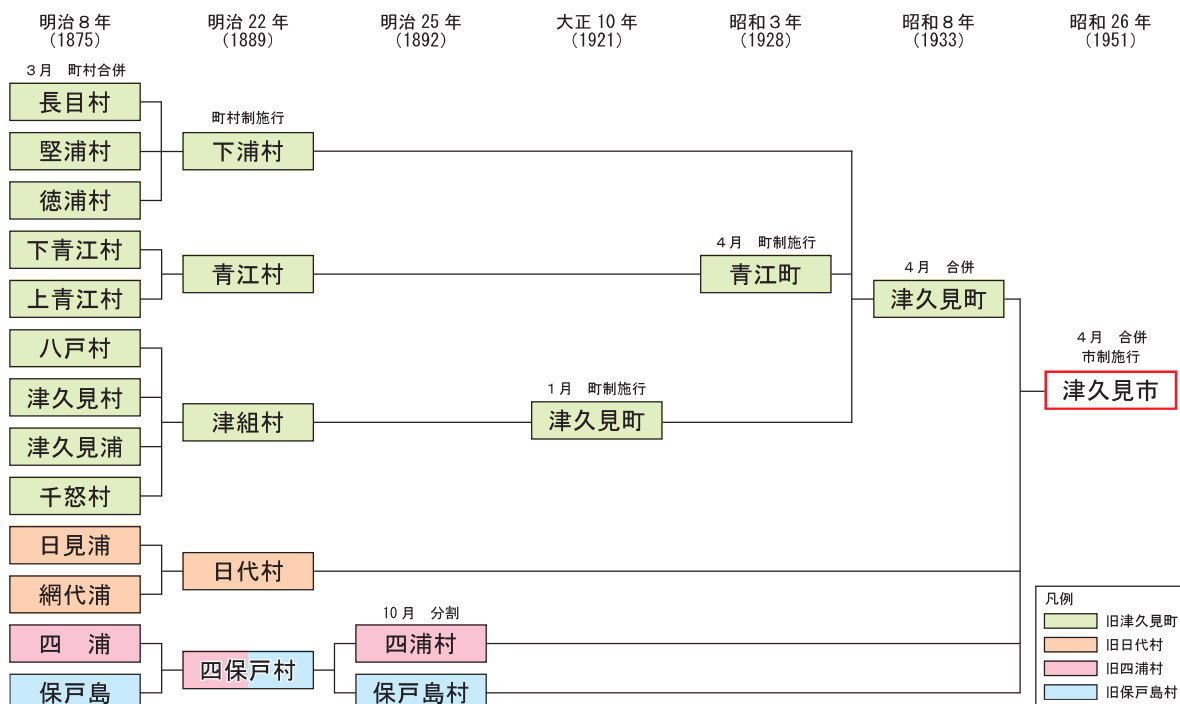 明治８年
（1875）
明治 22 年
（1889）
明治 25 年
（1892）
大正 10 年
（1921）
昭和３年
（1928）
昭和８年
（1933）
昭和 26 年
（1951）
３月　町村合併
長目村
堅浦村
徳浦村
下青江村
上青江村
八戸村
津久見村
津久見浦
千怒村
日見浦
網代浦
四　浦
保戸島
町村制施行
下浦村
青江村
津組村
日代村
四保戸村
10月　分割
四浦村
保戸島村
１月　町制施行
津久見町
４月　町制施行
青江町
４月　合併
津久見町
４月　合併
市制施行
津久見市
凡例
旧津久見町
旧日代村
旧四浦村
旧保戸島村